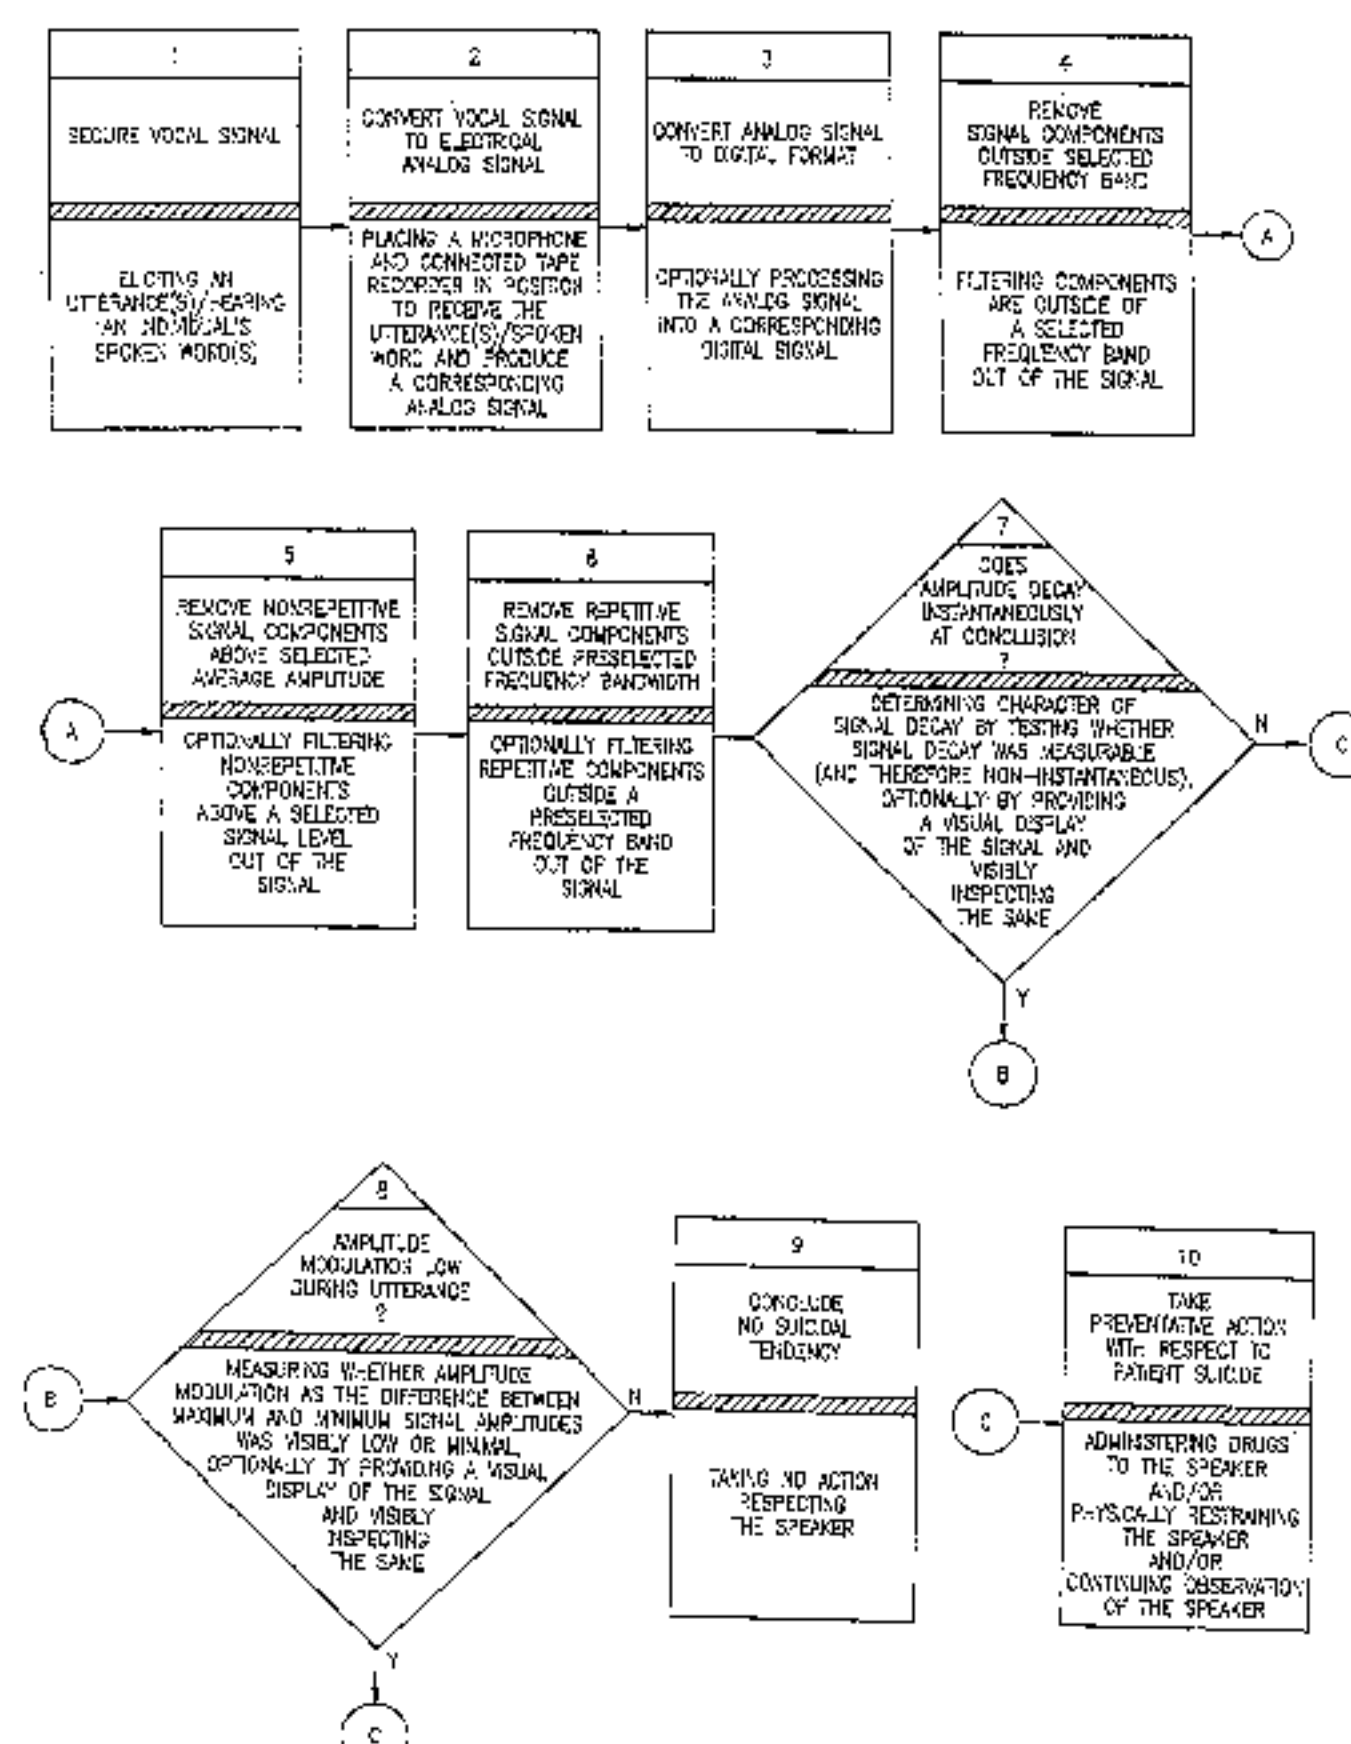 1
SECURE VOCAL SIGNAL
ELICITING AN
UTTERANCE(S)/HEARING
AN INDIVIDUAL'S
SPOKEN WORD(S)
2
CONVERT VOCAL SIGNAL
TO ELECTRICAL
ANALOG SIGNAL
PLACING A MICROPHONE
AND CONNECTED TAPE
RECORDER IN POSITION
TO RECEIVE THE
UTTERANCE(S)/SPOKEN
WORD AND PRODUCE
A CORRESPONDING
ANALOG SIGNAL
3
CONVERT ANALOG SIGNAL
TO DIGITAL FORMAT
OPTIONALLY PROCESSING
THE ANALOG SIGNAL
INTO A CORRESPONDING
DIGITAL SIGNAL
4
REMOVE
SIGNAL COMPONENTS
OUTSIDE SELECTED
FREQUENCY BAND
FILTERING COMPONENTS
ARE OUTSIDE OF
A SELECTED
FREQUENCY BAND
OUT OF THE SIGNAL
A
A
5
REMOVE NONREPETITIVE
SIGNAL COMPONENTS
ABOVE SELECTED
AVERAGE AMPLITUDE
OPTIONALLY FILTERING
NONREPETITIVE
COMPONENTS
ABOVE A SELECTED
SIGNAL LEVEL
OUT OF THE
SIGNAL
6
REMOVE REPETITIVE
SIGNAL COMPONENTS
OUTSIDE PRESELECTED
FREQUENCY BANDWIDTH
OPTIONALLY FILTERING
REPETITIVE COMPONENTS
OUTSIDE A
PRESELECTED
FREQUENCY BAND
OUT OF THE
SIGNAL
7
DOES
AMPLITUDE DECAY
INSTANTANEOUSLY
AT CONCLUSION
?
DETERMINING CHARACTER OF
SIGNAL DECAY BY TESTING WHETHER
SIGNAL DECAY WAS MEASURABLE
(AND THEREFORE NON-INSTANTANEOUS),
OPTIONALLY BY PROVIDING
A VISUAL DISPLAY
OF THE SIGNAL AND
VISIBLY
INSPECTING
THE SAME
N
C
Y
B
B
8
AMPLITUDE
MODULATION LOW
DURING UTTERANCE
?
MEASURING WHETHER AMPLITUDE
MODULATION AS THE DIFFERENCE BETWEEN
MAXIMUM AND MINIMUM SIGNAL AMPLITUDES
WAS VISIBLY LOW OR MINIMAL,
OPTIONALLY BY PROVIDING A VISUAL
DISPLAY OF THE SIGNAL
AND VISIBLY
INSPECTING
THE SAME
N
Y
C
9
CONCLUDE
NO SUICIDAL
TENDENCY
TAKING NO ACTION
RESPECTING
THE SPEAKER
C
10
TAKE
PREVENTATIVE ACTION
WITH RESPECT TO
PATIENT SUICIDE
ADMINISTERING DRUGS
TO THE SPEAKER
AND/OR
PHYSICALLY RESTRAINING
THE SPEAKER
AND/OR
CONTINUING OBSERVATION
OF THE SPEAKER